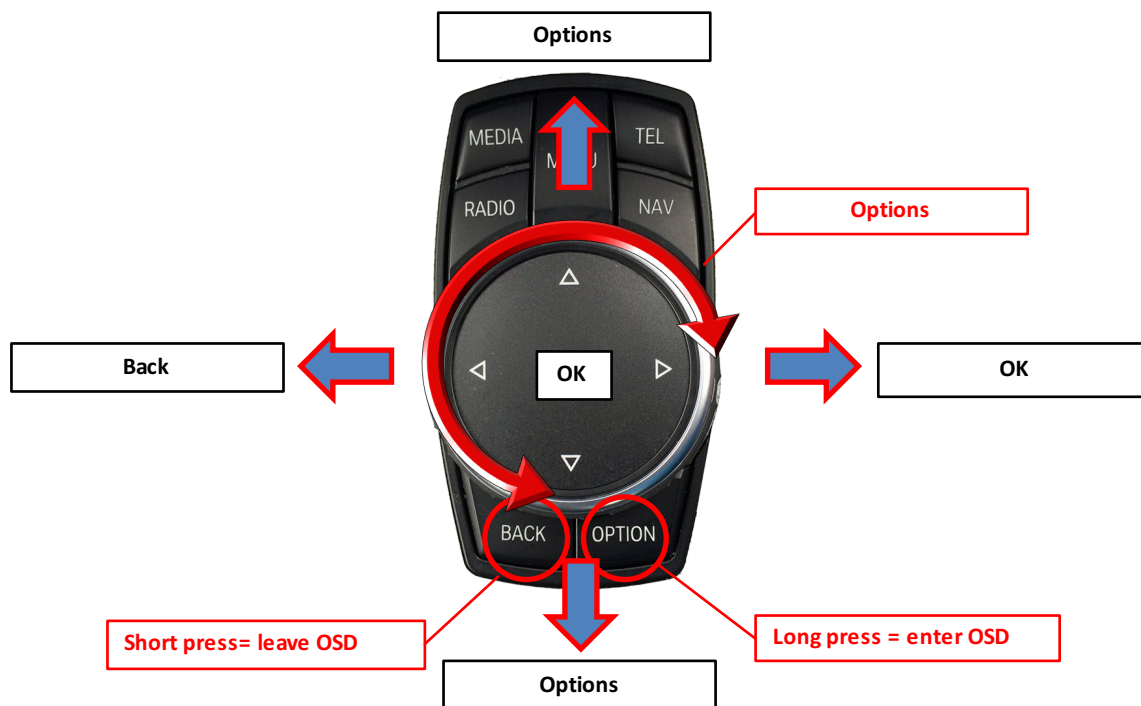 Options
MEDIA
TEL
MENU
RADIO
NAV
Options
Back
OK
OK
BACK
OPTION
Short press= leave OSD
Long press = enter OSD
Options